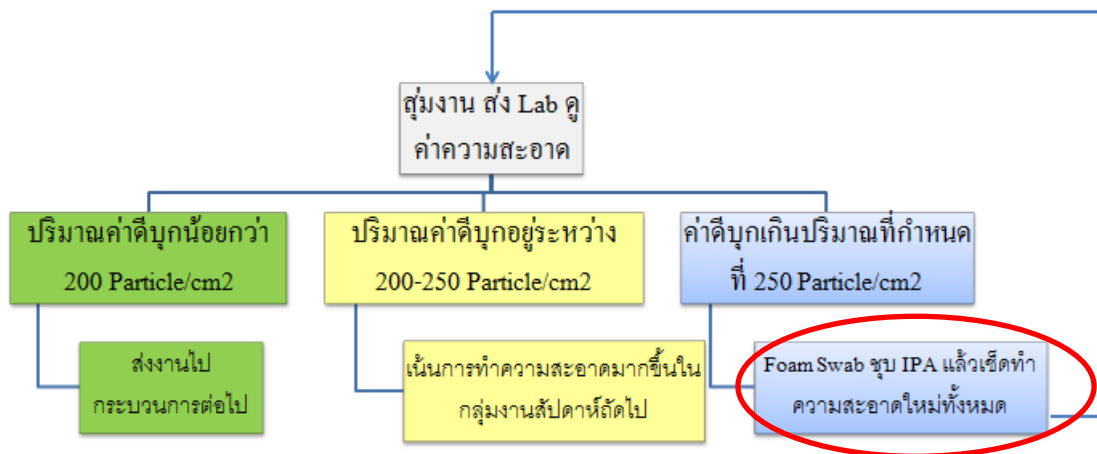 สุ่มงาน ส่ง Lab ดู
ค่าความสะอาด
ปริมาณค่าดีบุกน้อยกว่า
200 Particle/cm2
ปริมาณค่าดีบุกอยู่ระหว่าง
200-250 Particle/cm2
ค่าดีบุกเกินปริมาณที่กำหนด
ที่ 250 Particle/cm2
ส่งงานไป
กระบวนการต่อไป
เน้นการทำความสะอาดมากขึ้นใน
กลุ่มงานสัปดาห์ถัดไป
Foam Swab ชุบ IPA แล้วเช็ดทำ
ความสะอาดใหม่ทั้งหมด